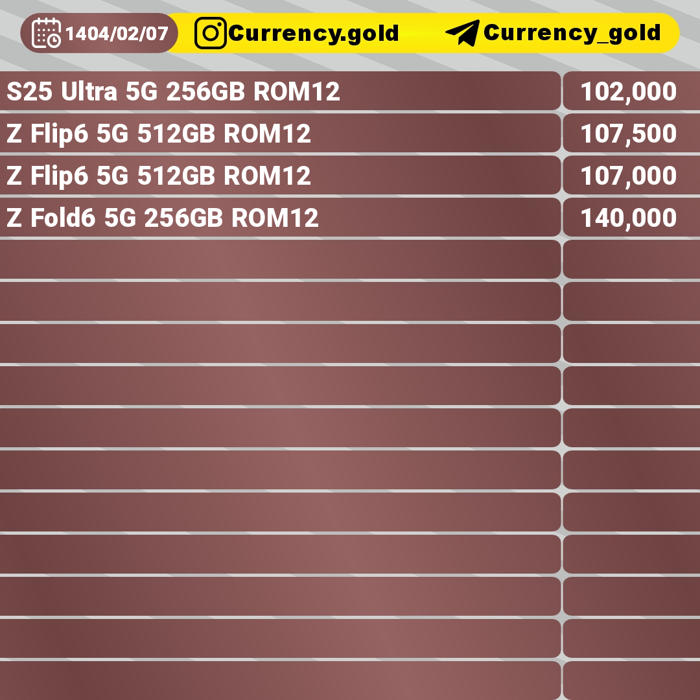 1404/02/07 Currency.gold Currency_gold
S25 Ultra 5G 256GB ROM12 102,000
Z Flip6 5G 512GB ROM12 107,500
Z Flip6 5G 512GB ROM12 107,000
Z Fold6 5G 256GB ROM12 140,000